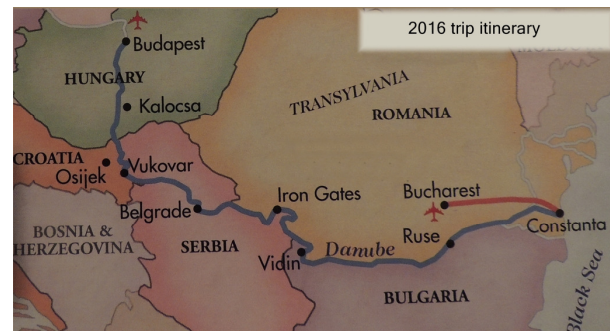 2016 trip itinerary
Budapest
HUNGARY
Kalocsa
TRANSYLVANIA
ROMANIA
CROATIA
Osijek
Vukovar
Belgrade
Iron Gates
Bucharest
Constanta
BOSNIA &
HERZEGOVINA
SERBIA
Vidin
Danube
Ruse
BULGARIA
Black Sea